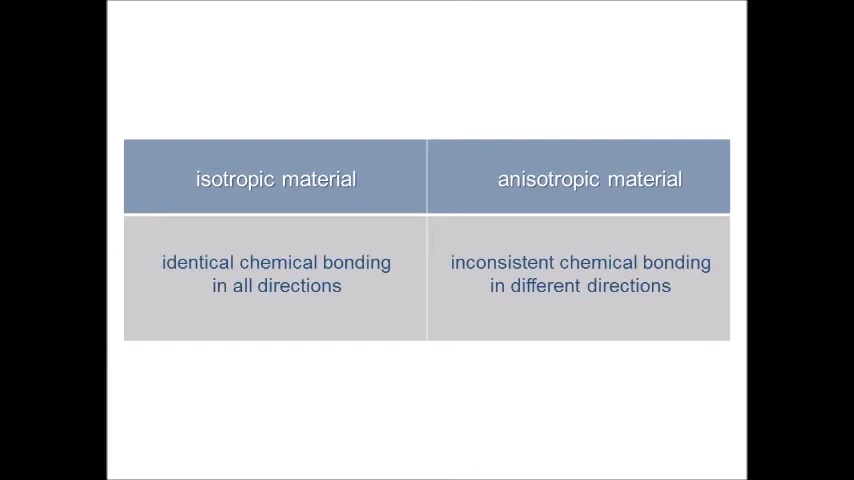 isotropic material
anisotropic material
identical chemical bonding
in all directions
inconsistent chemical bonding
in different directions